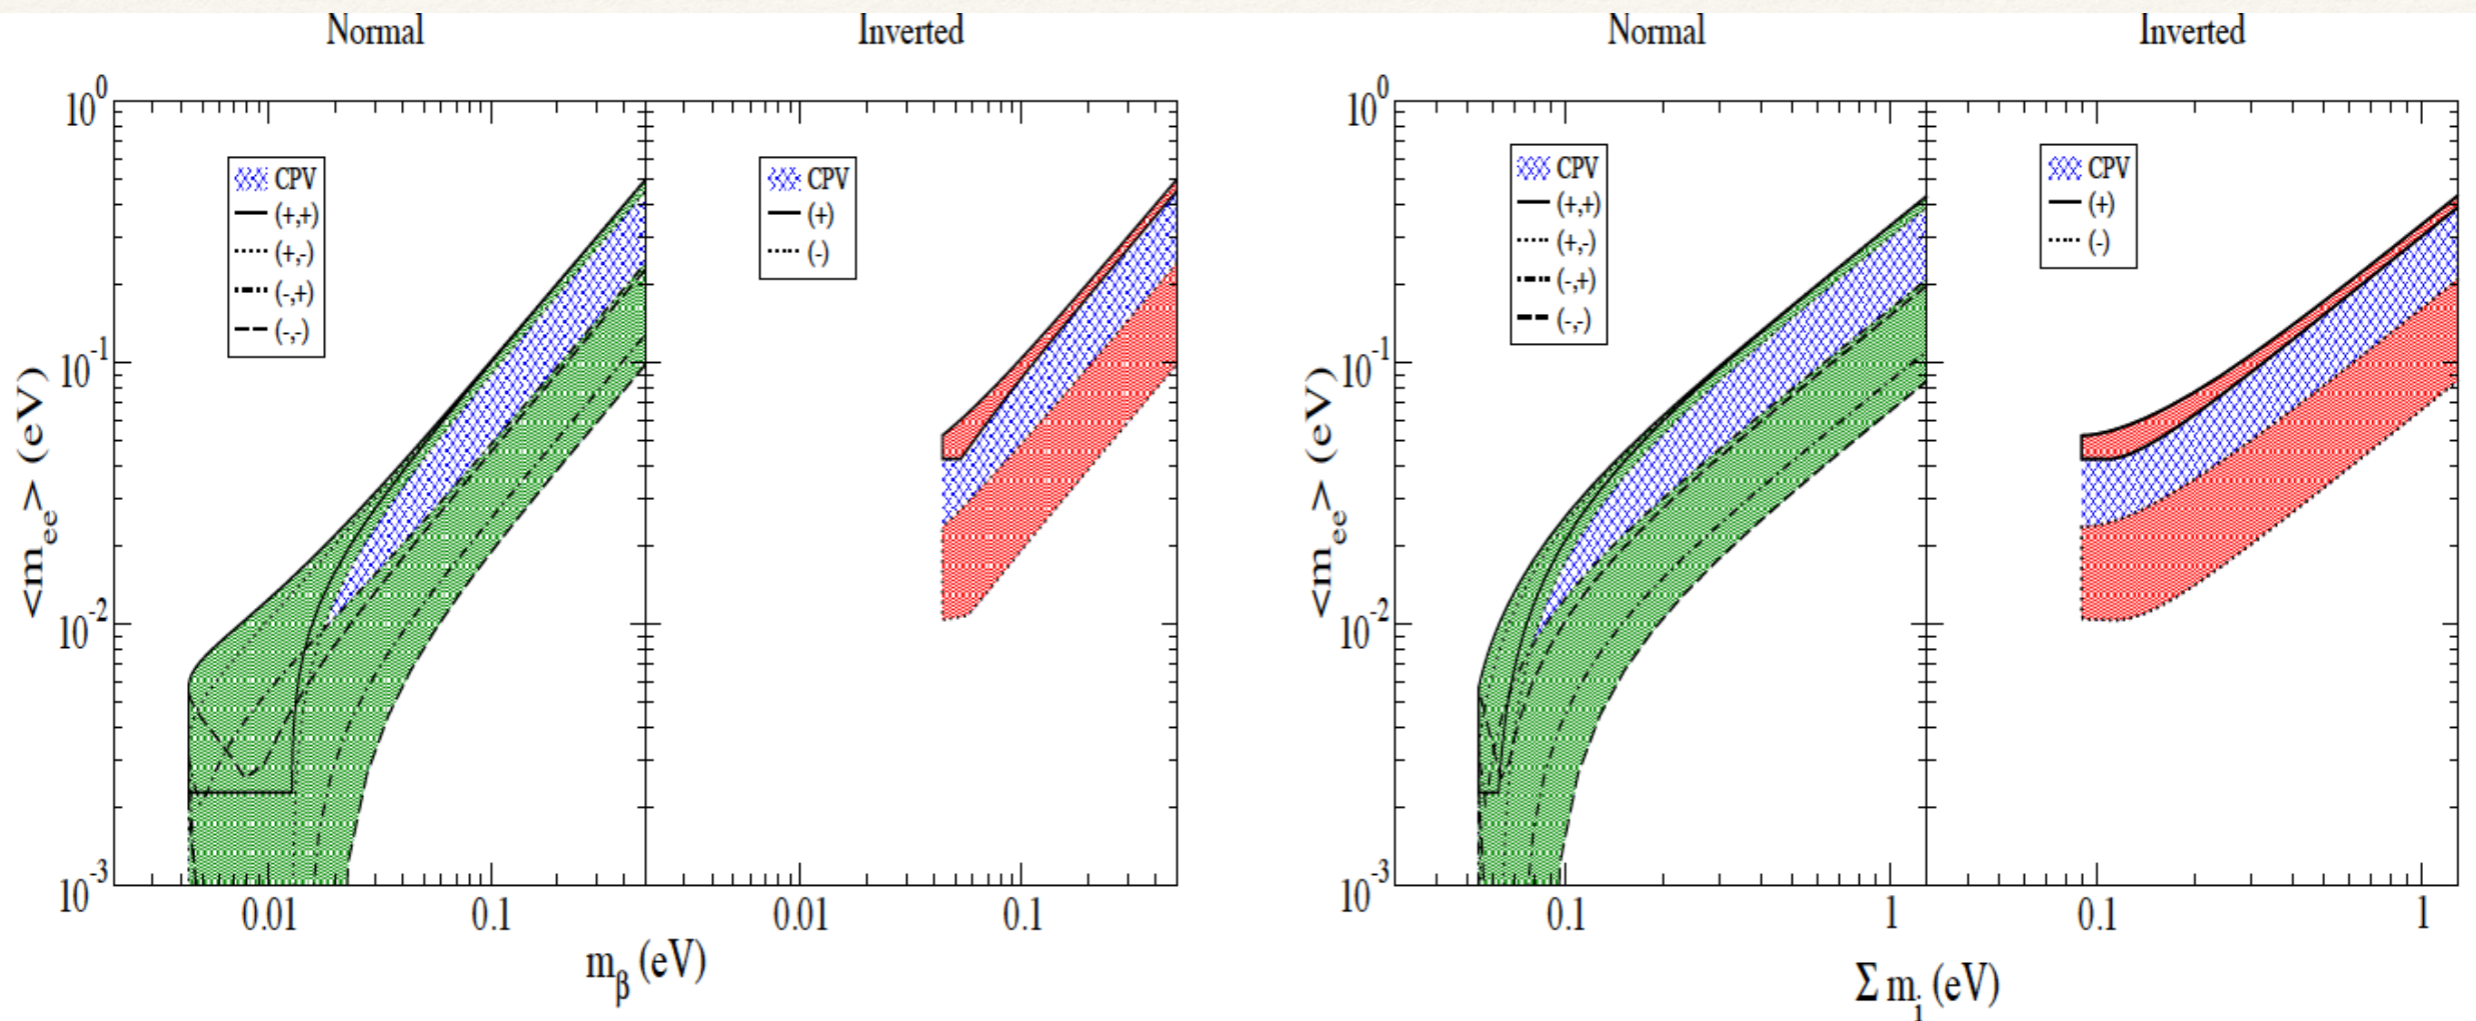 Normal
Inverted
Normal
Inverted
10^0
10^-1
10^-2
10^-3
<m_ee> (eV)
CPV
(+,+)
(+,-)
(-,+)
(-,-)
CPV
(+)
(-)
0.01
0.1
0.01
0.1
m_β (eV)
10^0
10^-1
10^-2
10^-3
<m_ee> (eV)
CPV
(+,+)
(+,-)
(-,+)
(-,-)
CPV
(+)
(-)
0.1
1
0.1
1
Σ m_i (eV)